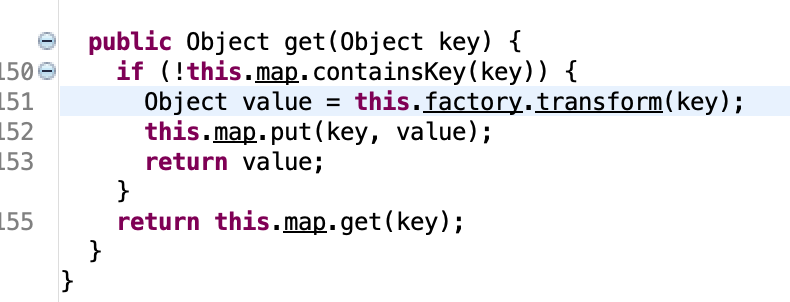 public Object get(Object key) {
150 if (!this.map.containsKey(key)) {
151 Object value = this.factory.transform(key);
152 this.map.put(key, value);
153 return value;
}
155 return this.map.get(key);
}
}